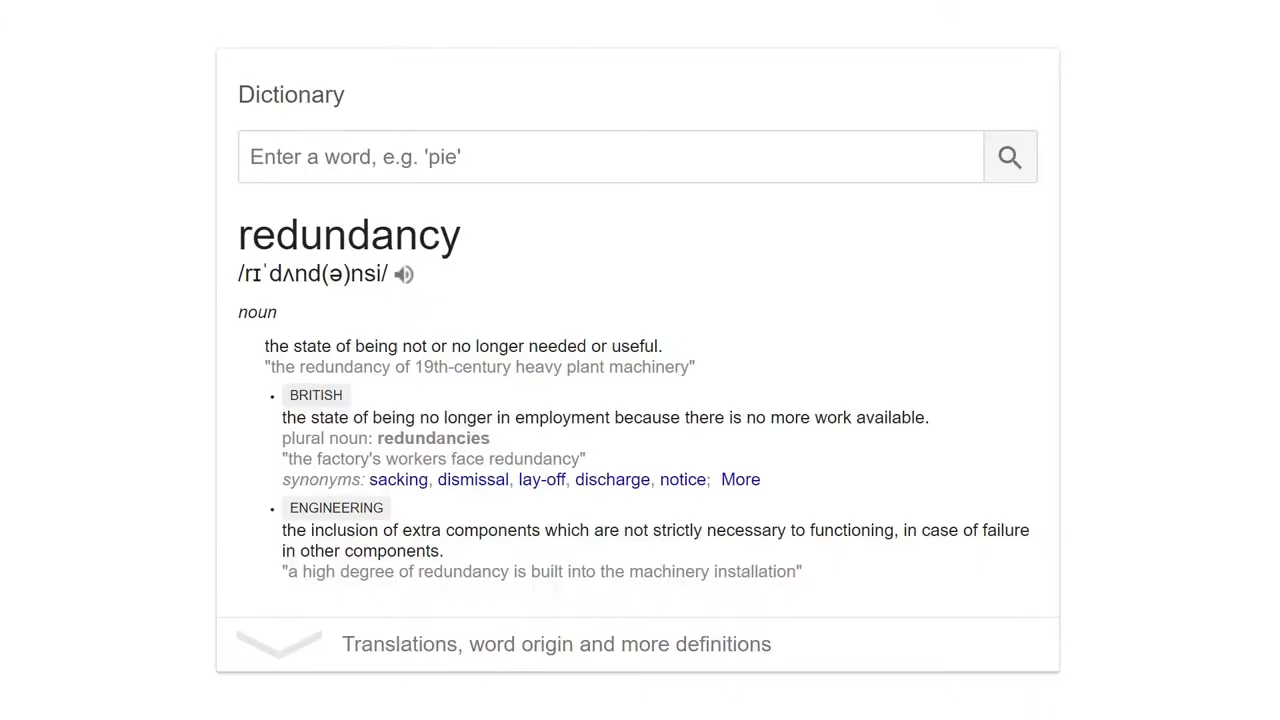 Dictionary
Enter a word, e.g. 'pie'
redundancy
/rɪˈdʌnd(ə)nsi/
noun
the state of being not or no longer needed or useful.
"the redundancy of 19th-century heavy plant machinery"
• BRITISH
the state of being no longer in employment because there is no more work available.
plural noun: redundancies
"the factory's workers face redundancy"
synonyms: sacking, dismissal, lay-off, discharge, notice; More
• ENGINEERING
the inclusion of extra components which are not strictly necessary to functioning, in case of failure
in other components.
"a high degree of redundancy is built into the machinery installation"
Translations, word origin and more definitions